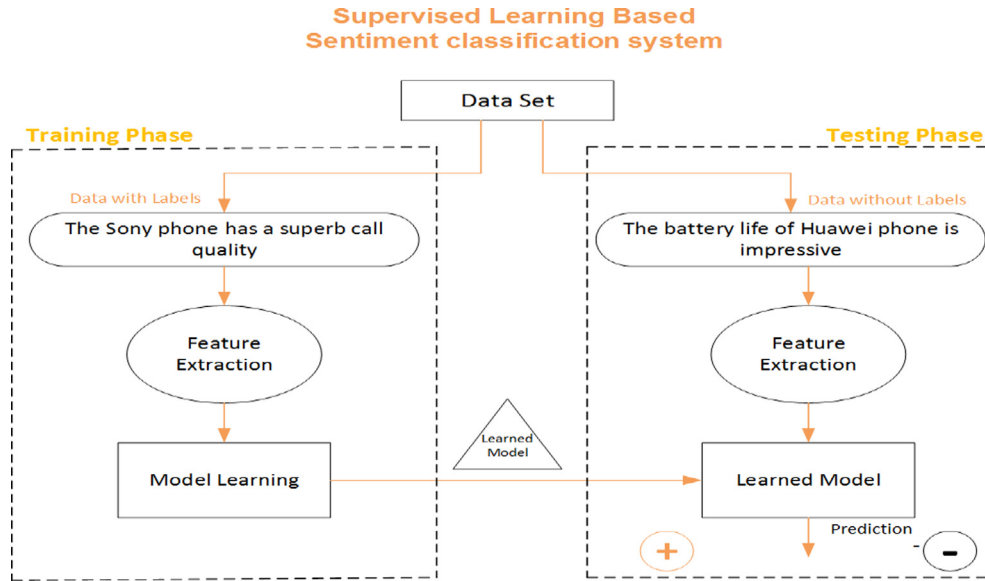 Supervised Learning Based
Sentiment classification system
Data Set
Training Phase
Data with Labels
The Sony phone has a superb call
quality
Feature
Extraction
Model Learning
Learned
Model
Testing Phase
Data without Labels
The battery life of Huawei phone is
impressive
Feature
Extraction
Learned Model
Prediction
+
-
-